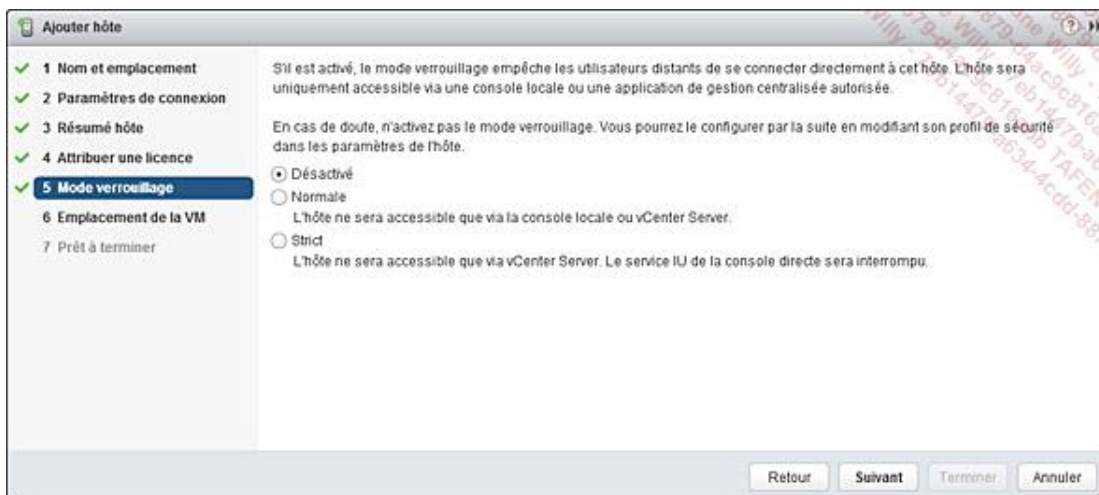 Ajouter hôte
1 Nom et emplacement
2 Paramètres de connexion
3 Résumé hôte
4 Attribuer une licence
5 Mode verrouillage
6 Emplacement de la VM
7 Prêt à terminer
S'il est activé, le mode verrouillage empêche les utilisateurs distants de se connecter directement à cet hôte. L'hôte sera
uniquement accessible via une console locale ou une application de gestion centralisée autorisée.
En cas de doute, n'activez pas le mode verrouillage. Vous pourrez le configurer par la suite en modifiant son profil de sécurité
dans les paramètres de l'hôte.
Désactivé
Normale
L'hôte ne sera accessible que via la console locale ou vCenter Server.
Strict
L'hôte ne sera accessible que via vCenter Server. Le service IU de la console directe sera interrompu.
Retour
Suivant
Terminer
Annuler